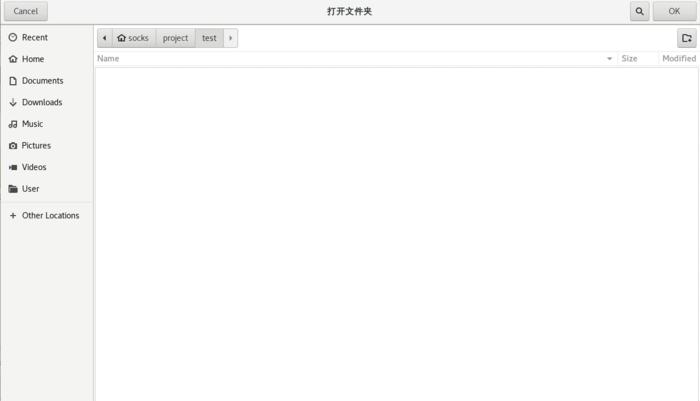 Cancel 打开文件夹 OK
Recent
Home
Documents
Downloads
Music
Pictures
Videos
User
Other Locations
socks project test
Name Size Modified